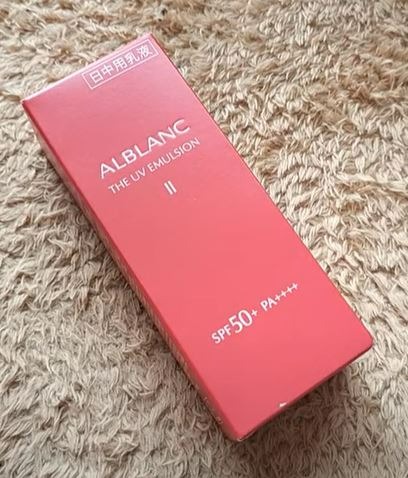 日中用乳液
ALBLANC
THE UV EMULSION
II
SPF50+ PA++++